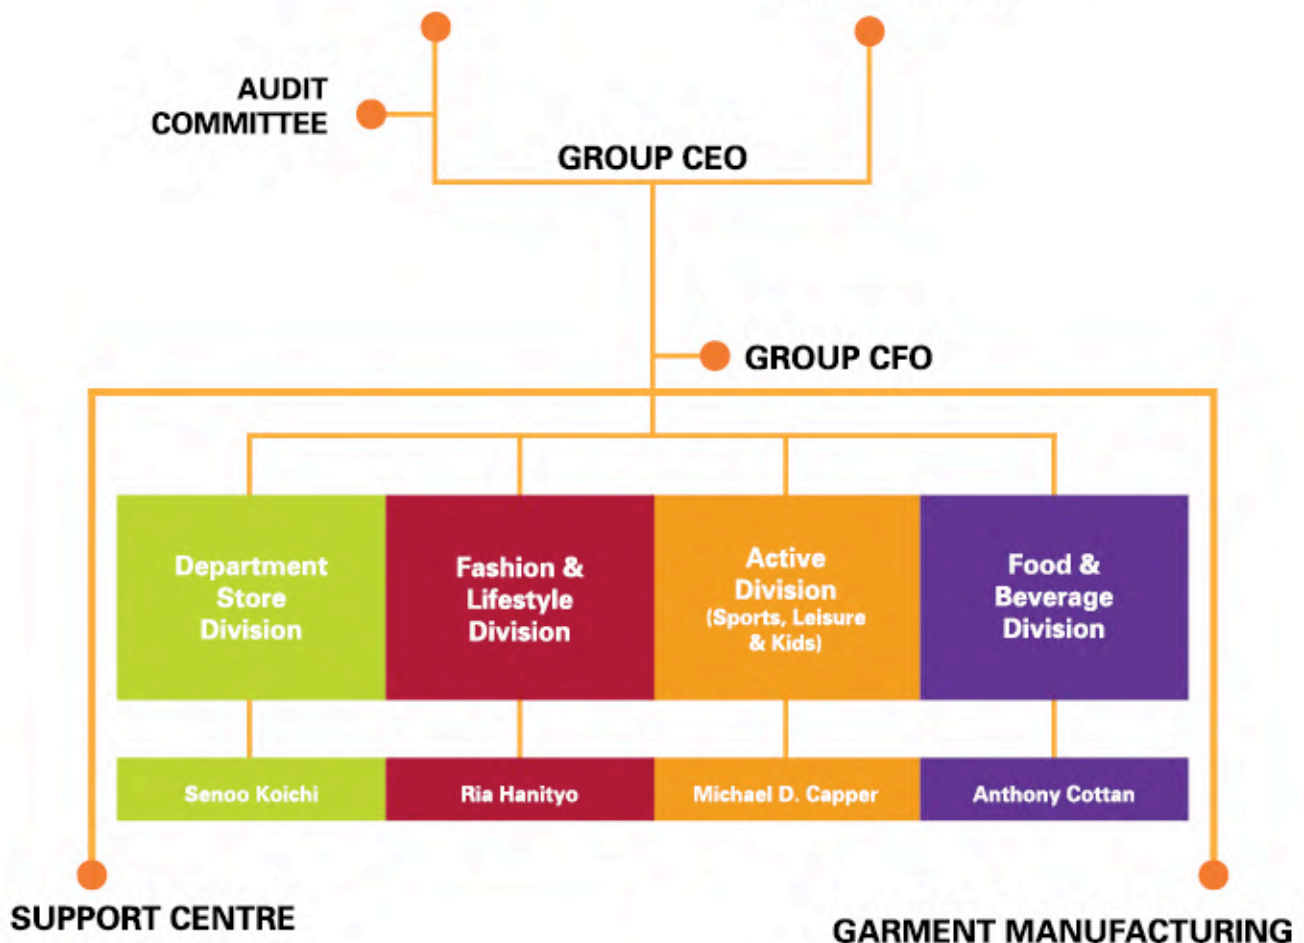 AUDIT
COMMITTEE
GROUP CEO
GROUP CFO
Department
Store
Division
Fashion &
Lifestyle
Division
Active
Division
(Sports, Leisure
& Kids)
Food &
Beverage
Division
Senoo Koichi
Ria Hanityo
Michael D. Capper
Anthony Cottan
SUPPORT CENTRE
GARMENT MANUFACTURING